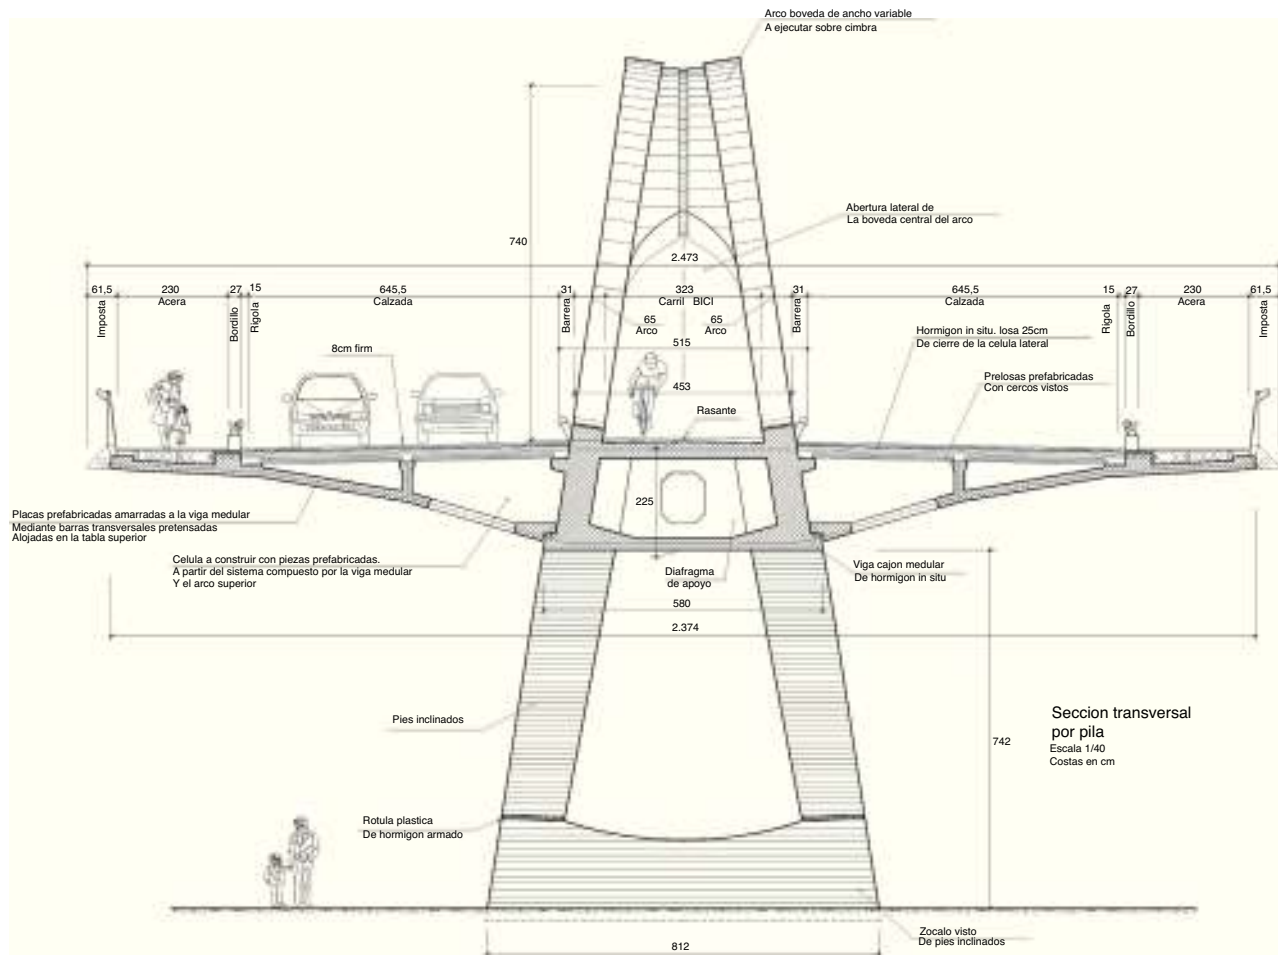 Arco boveda de ancho variable
A ejecutar sobre cimbra
740
Abertura lateral de
La boveda central del arco
2.473
61,5
230
27
15
645,5
31
323
31
645,5
15
27
230
61,5
Imposta
Acera
Bordillo
Rigola
Calzada
Barrera
Carril BICI
Barrera
Calzada
Rigola
Bordillo
Acera
Imposta
65
Arco
65
Arco
515
8cm firm
Hormigon in situ. losa 25cm
De cierre de la celula lateral
453
Prelosas prefabricadas
Con cercos vistos
Rasante
225
Placas prefabricadas amarradas a la viga medular
Mediante barras transversales pretensadas
Alojadas en la tabla superior
Celula a construir con piezas prefabricadas.
A partir del sistema compuesto por la viga medular
Y el arco superior
Diafragma
de apoyo
Viga cajon medular
De hormigon in situ
580
2.374
Pies inclinados
742
Seccion transversal
por pila
Escala 1/40
Costas en cm
Rotula plastica
De hormigon armado
Zocalo visto
De pies inclinados
812